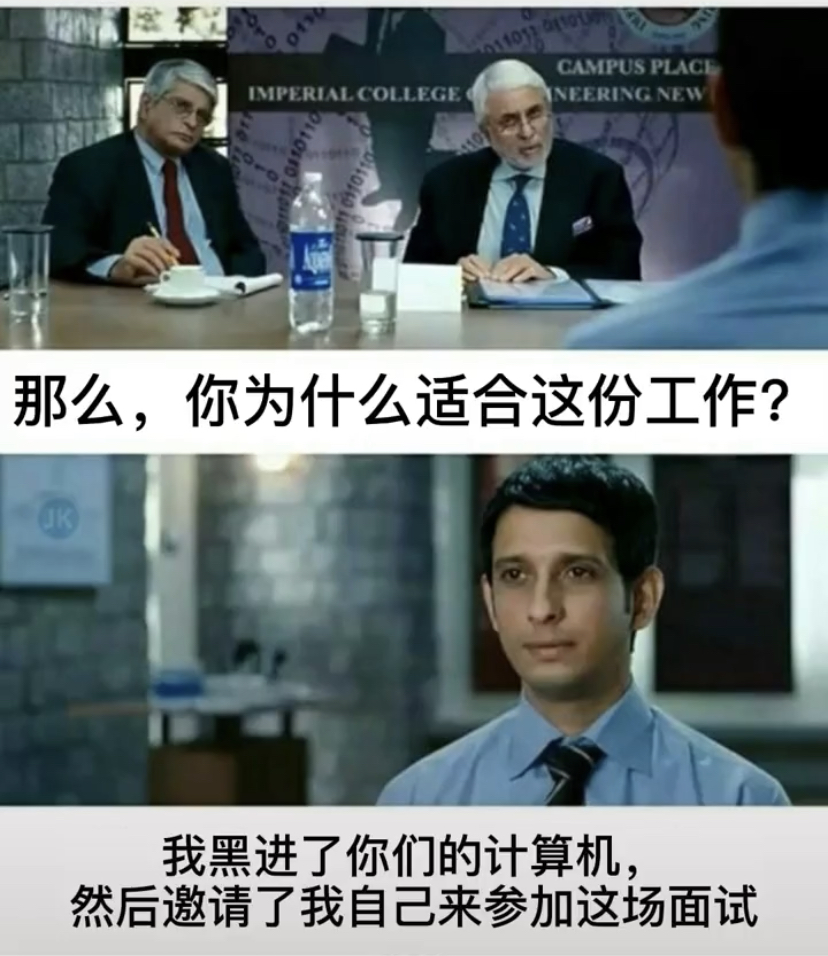 CAMPUS PLACE
IMPERIAL COLLEGE
NEERING NEW
那么，你为什么适合这份工作？
JK
我黑进了你们的计算机，
然后邀请了我自己来参加这场面试